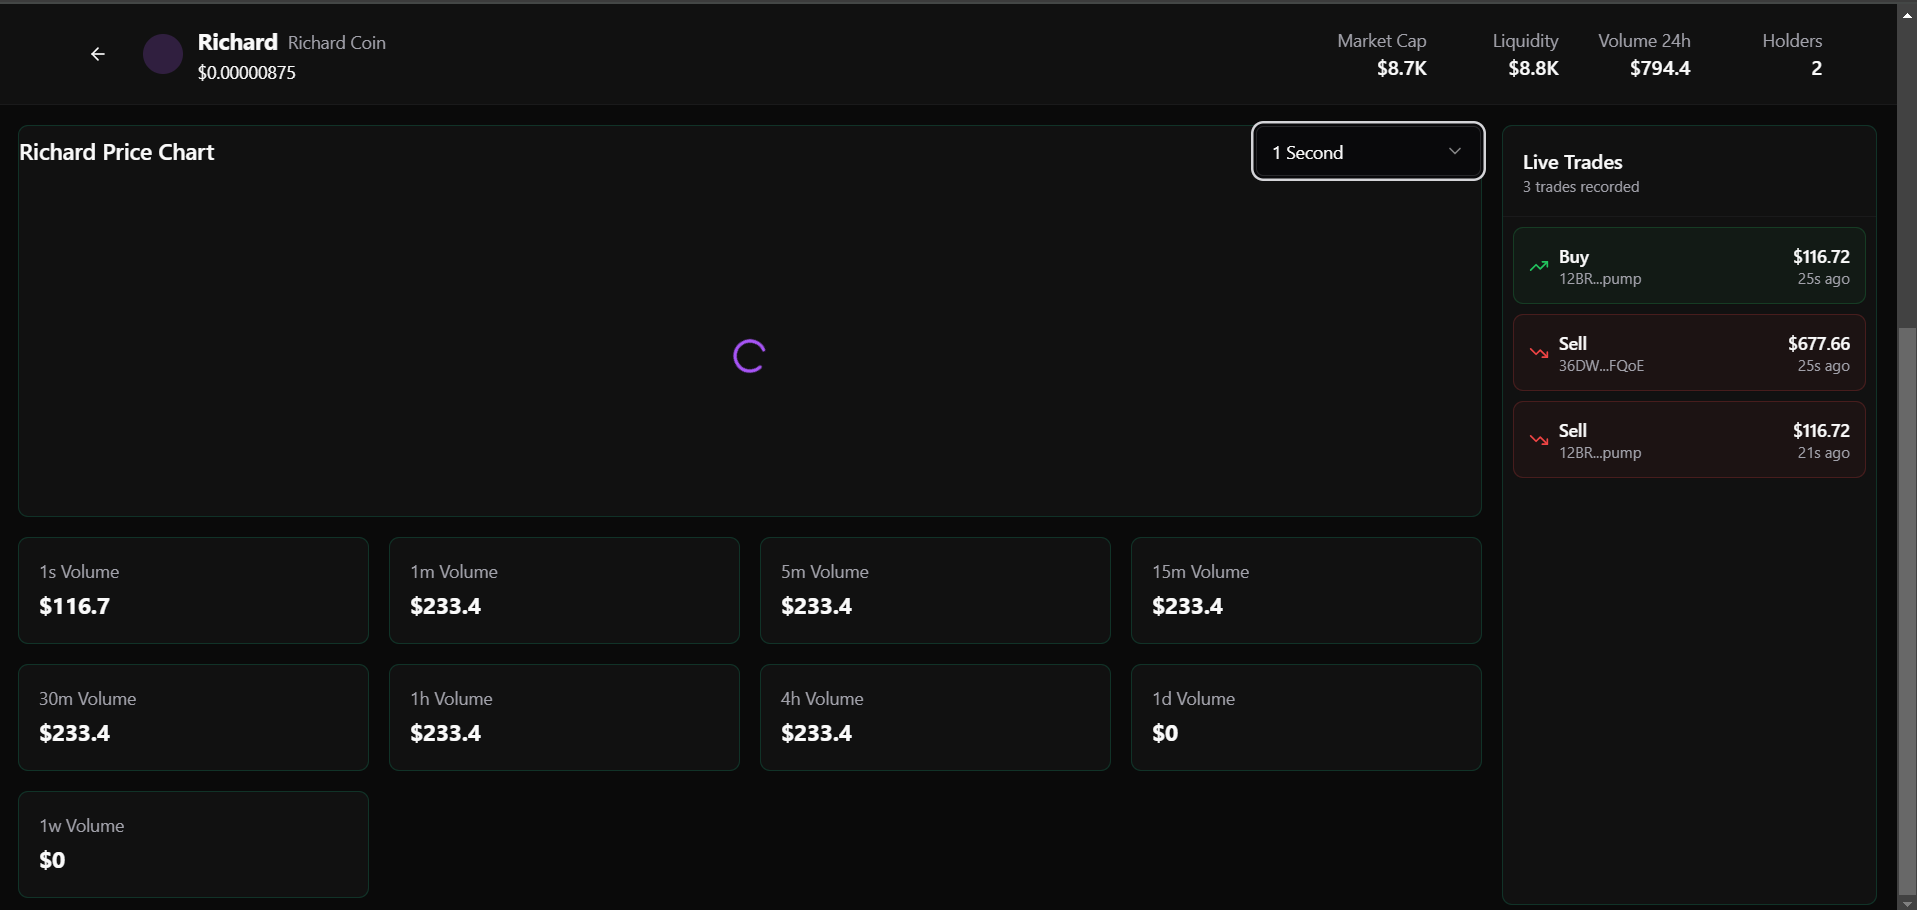 Richard Richard Coin
$0.00000875
Market Cap
$8.7K
Liquidity
$8.8K
Volume 24h
$794.4
Holders
2
Richard Price Chart
1 Second
1s Volume
$116.7
1m Volume
$233.4
5m Volume
$233.4
15m Volume
$233.4
30m Volume
$233.4
1h Volume
$233.4
4h Volume
$233.4
1d Volume
$0
1w Volume
$0
Live Trades
3 trades recorded
Buy $116.72
12BR...pump 25s ago
Sell $677.66
36DW...FQoE 25s ago
Sell $116.72
12BR...pump 21s ago